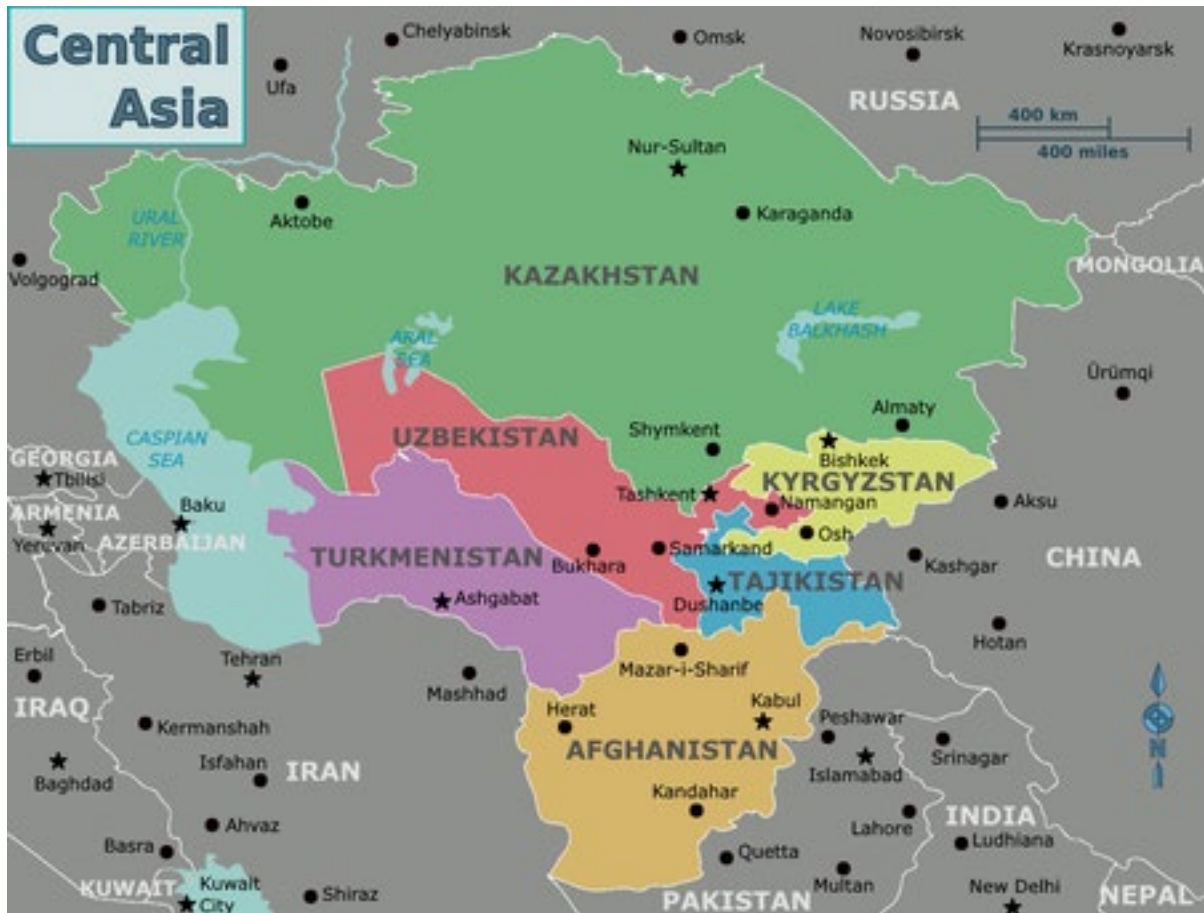 Central
Asia
Chelyabinsk
Omsk
Novosibirsk
Krasnoyarsk
Ufa
RUSSIA
400 km
400 miles
Nur-Sultan
Aktobe
Karaganda
URAL
RIVER
Volgograd
KAZAKHSTAN
MONGOLIA
ARAL
SEA
LAKE
BALKHASH
Ürümqi
Almaty
CASPIAN
SEA
UZBEKISTAN
Shymkent
Bishkek
GEORGIA
Tbilisi
KYRGYZSTAN
Tashkent
Namangan
Aksu
Baku
ARMENIA
Yerevan
AZERBAIJAN
Osh
TURKMENISTAN
Bukhara
Samarkand
Kashgar
CHINA
TAJIKISTAN
Dushanbe
Ashgabat
Tabriz
Hotan
Erbil
Tehran
Mashhad
Mazar-i-Sharif
IRAQ
Kermanshah
Herat
Kabul
Peshawar
N
Isfahan
IRAN
AFGHANISTAN
Islamabad
Srinagar
Baghdad
Kandahar
Ahvaz
Lahore
INDIA
Ludhiana
Basra
Quetta
Multan
KUWAIT
Kuwait
City
Shiraz
PAKISTAN
New Delhi
NEPAL